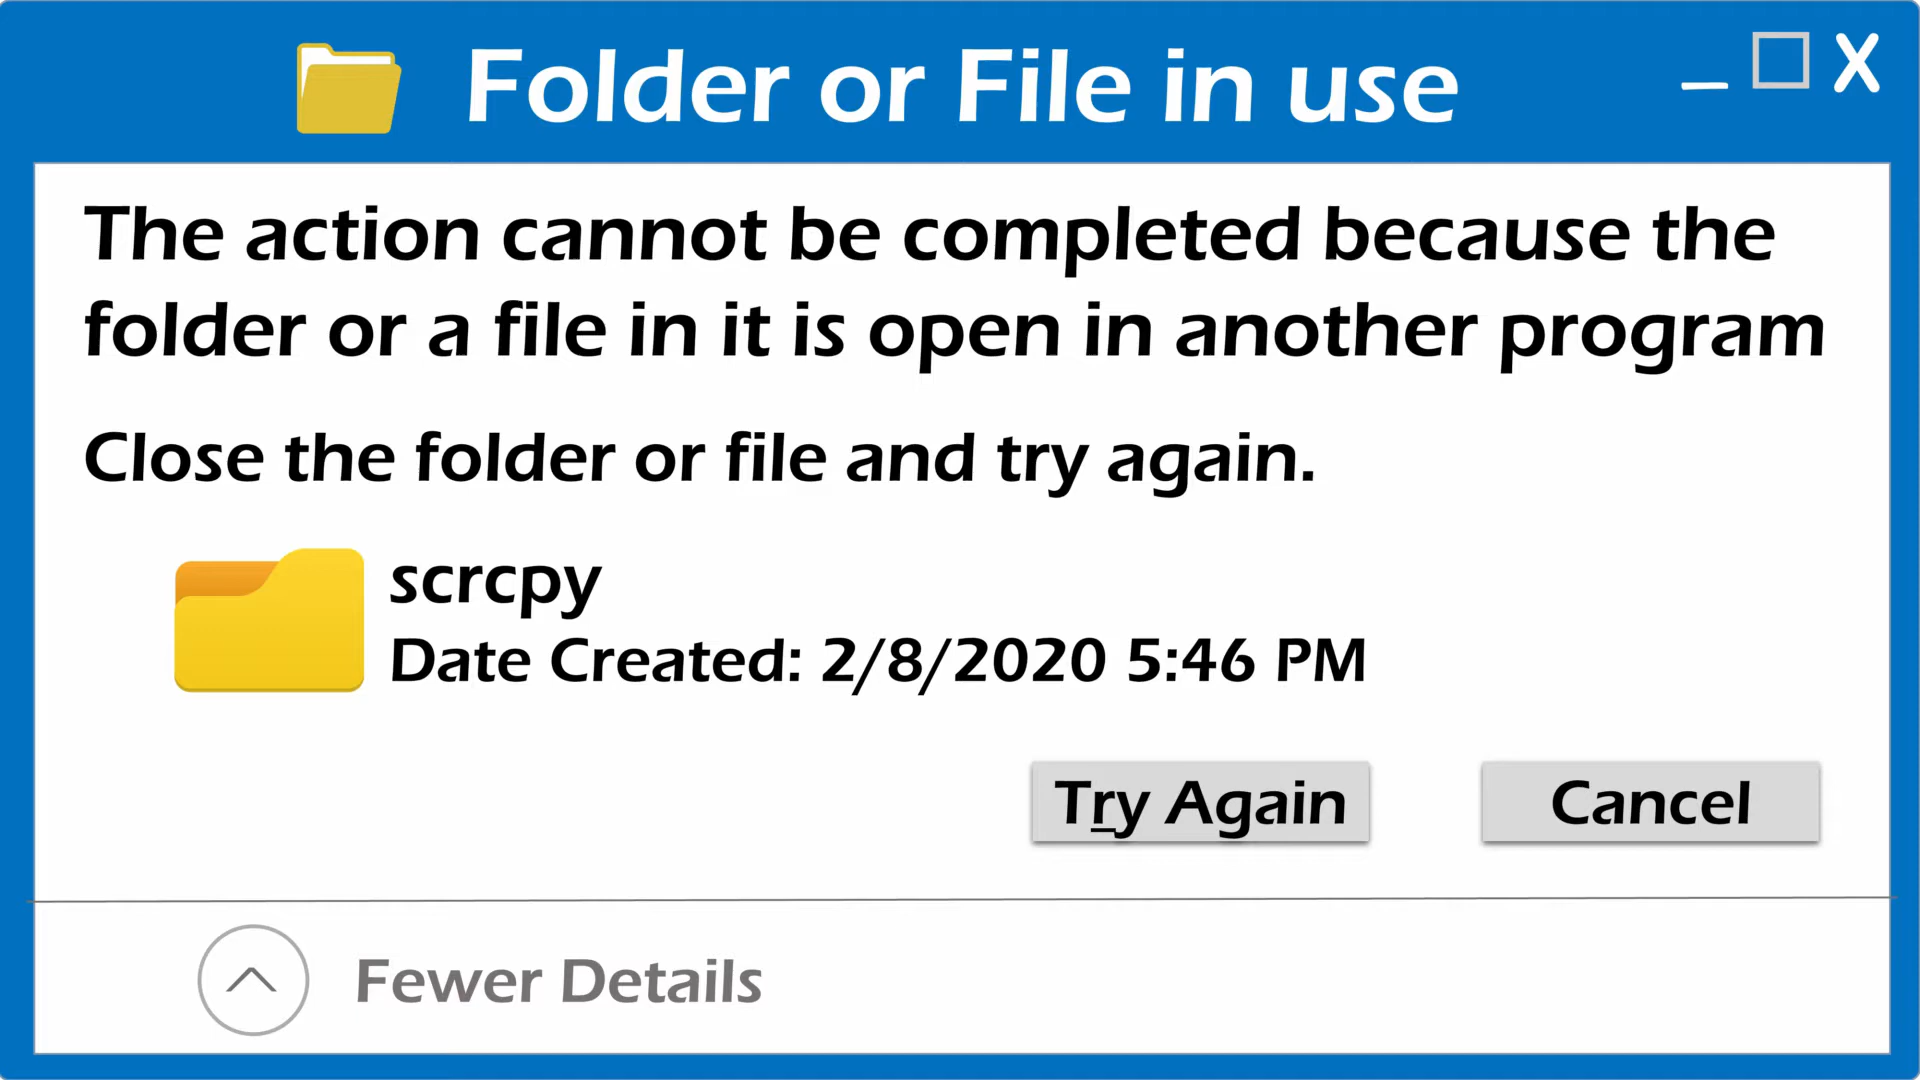 Folder or File in use
The action cannot be completed because the
folder or a file in it is open in another program
Close the folder or file and try again.
scrcpy
Date Created: 2/8/2020 5:46 PM
Try Again
Cancel
Fewer Details